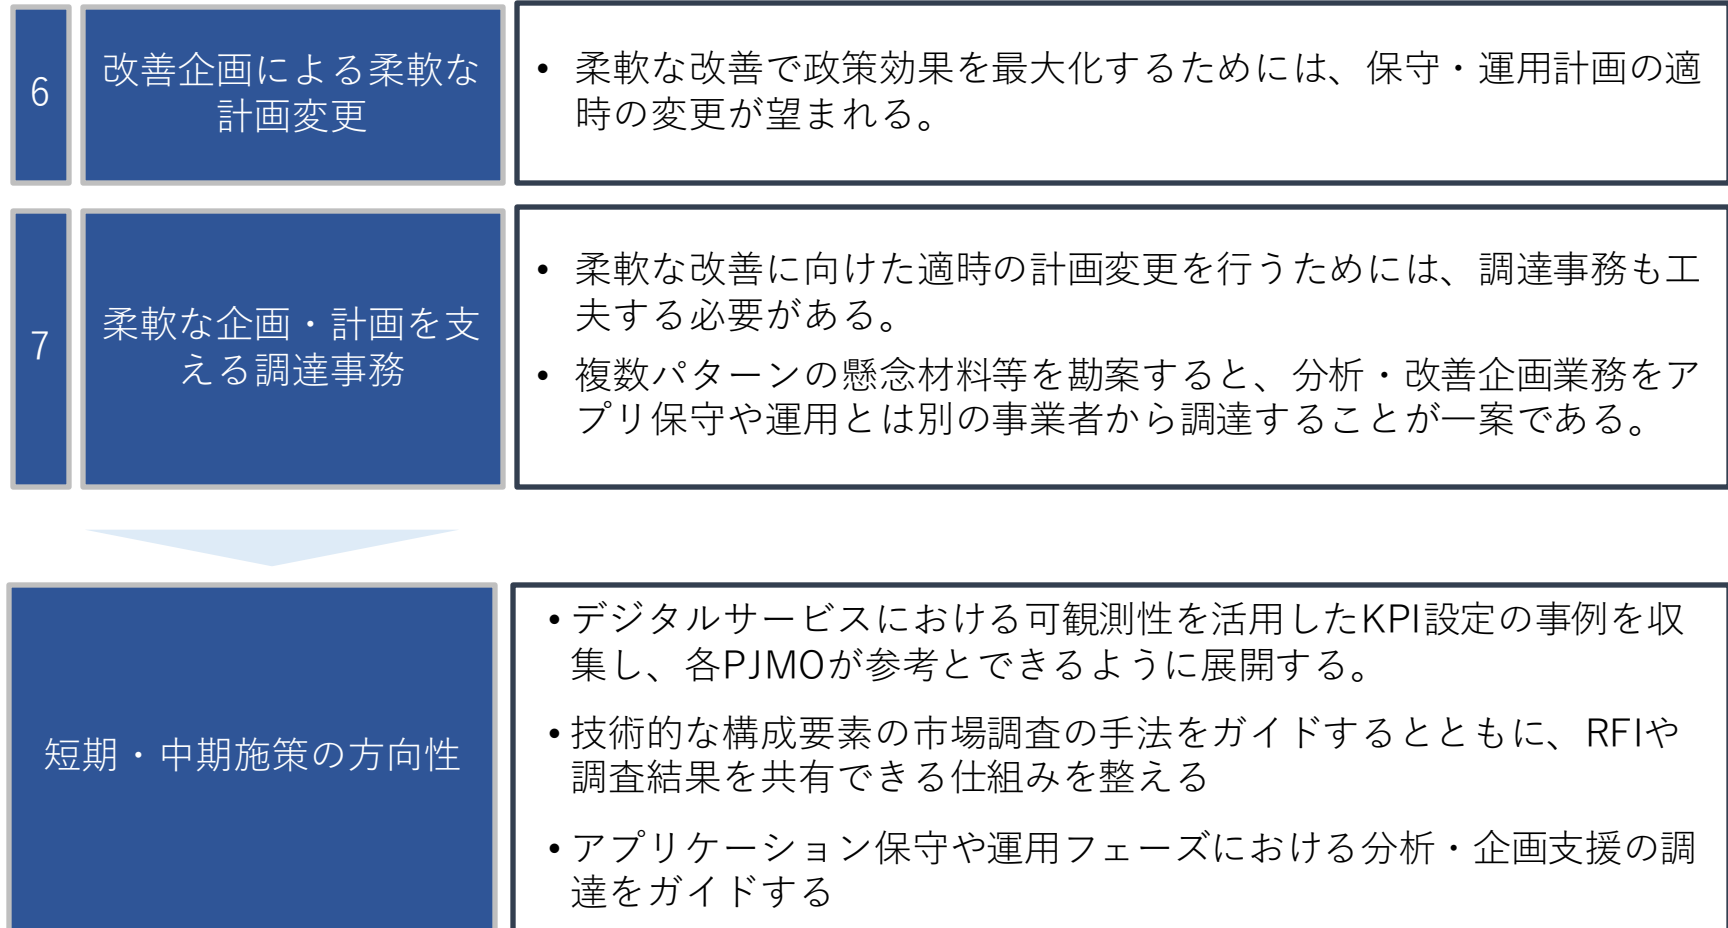 6
改善企画による柔軟な
計画変更
• 柔軟な改善で政策効果を最大化するためには、保守・運用計画の適
時の変更が望まれる。
7
柔軟な企画・計画を支
える調達事務
• 柔軟な改善に向けた適時の計画変更を行うためには、調達事務も工
夫する必要がある。
• 複数パターンの懸念材料等を勘案すると、分析・改善企画業務をア
プリ保守や運用とは別の事業者から調達することが一案である。
短期・中期施策の方向性
• デジタルサービスにおける可観測性を活用したKPI設定の事例を収
集し、各PJMOが参考とできるように展開する。
• 技術的な構成要素の市場調査の手法をガイドするとともに、RFIや
調査結果を共有できる仕組みを整える
• アプリケーション保守や運用フェーズにおける分析・企画支援の調
達をガイドする